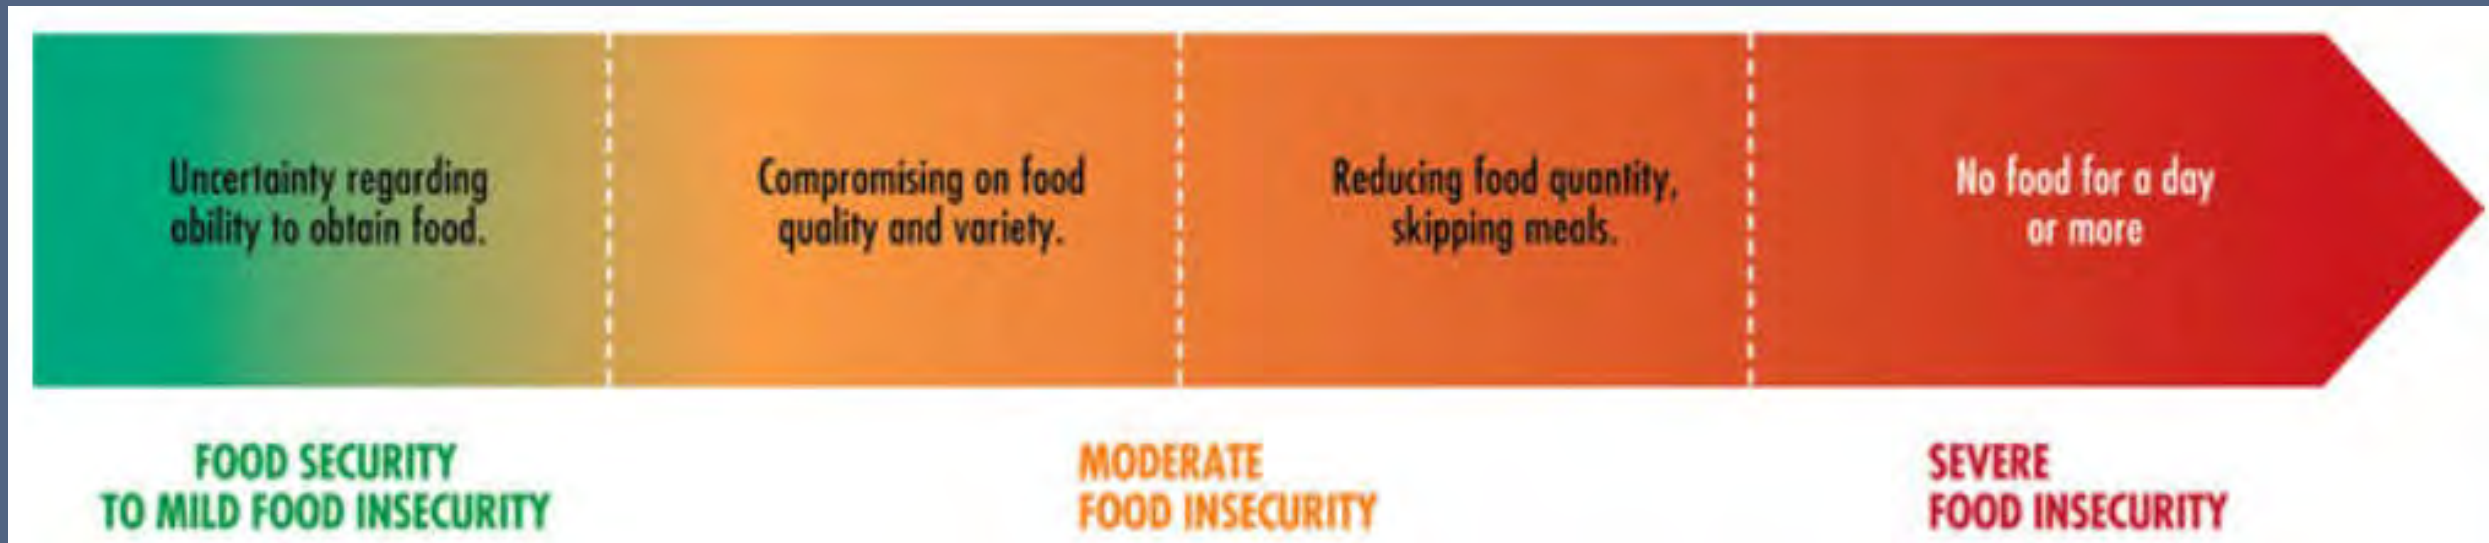 Uncertainty regarding
ability to obtain food.
Compromising on food
quality and variety.
Reducing food quantity,
skipping meals.
No food for a day
or more
FOOD SECURITY
TO MILD FOOD INSECURITY
MODERATE
FOOD INSECURITY
SEVERE
FOOD INSECURITY